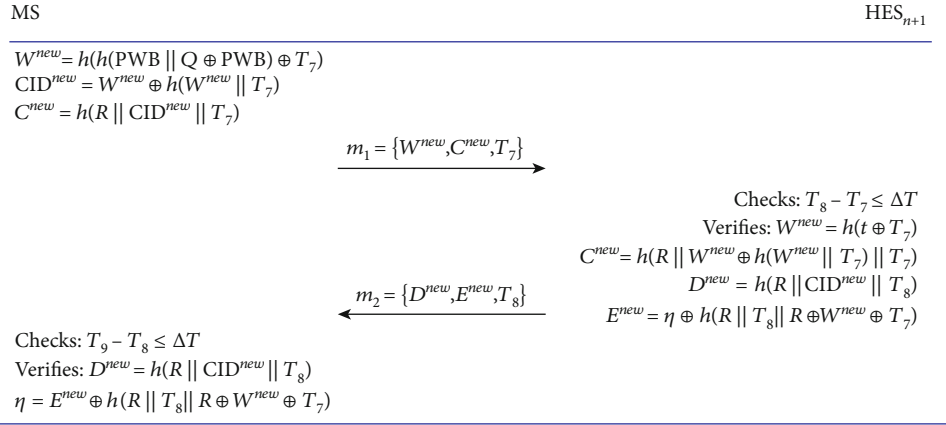 MS HES_{n+1}
W^{new} = h(h(PWB || Q ⊕ PWB) ⊕ T_7)
CID^{new} = W^{new} ⊕ h(W^{new} || T_7)
C^{new} = h(R || CID^{new} || T_7)
m_1 = {W^{new},C^{new},T_7}
Checks: T_8 – T_7 ≤ ΔT
Verifies: W^{new} = h(t ⊕ T_7)
C^{new} = h(R || W^{new} ⊕ h(W^{new} || T_7) || T_7)
D^{new} = h(R ||CID^{new} || T_8)
m_2 = {D^{new},E^{new},T_8}
E^{new} = η ⊕ h(R || T_8|| R ⊕W^{new} ⊕ T_7)
Checks: T_9 – T_8 ≤ ΔT
Verifies: D^{new} = h(R || CID^{new} || T_8)
η = E^{new} ⊕ h(R || T_8|| R ⊕ W^{new} ⊕ T_7)